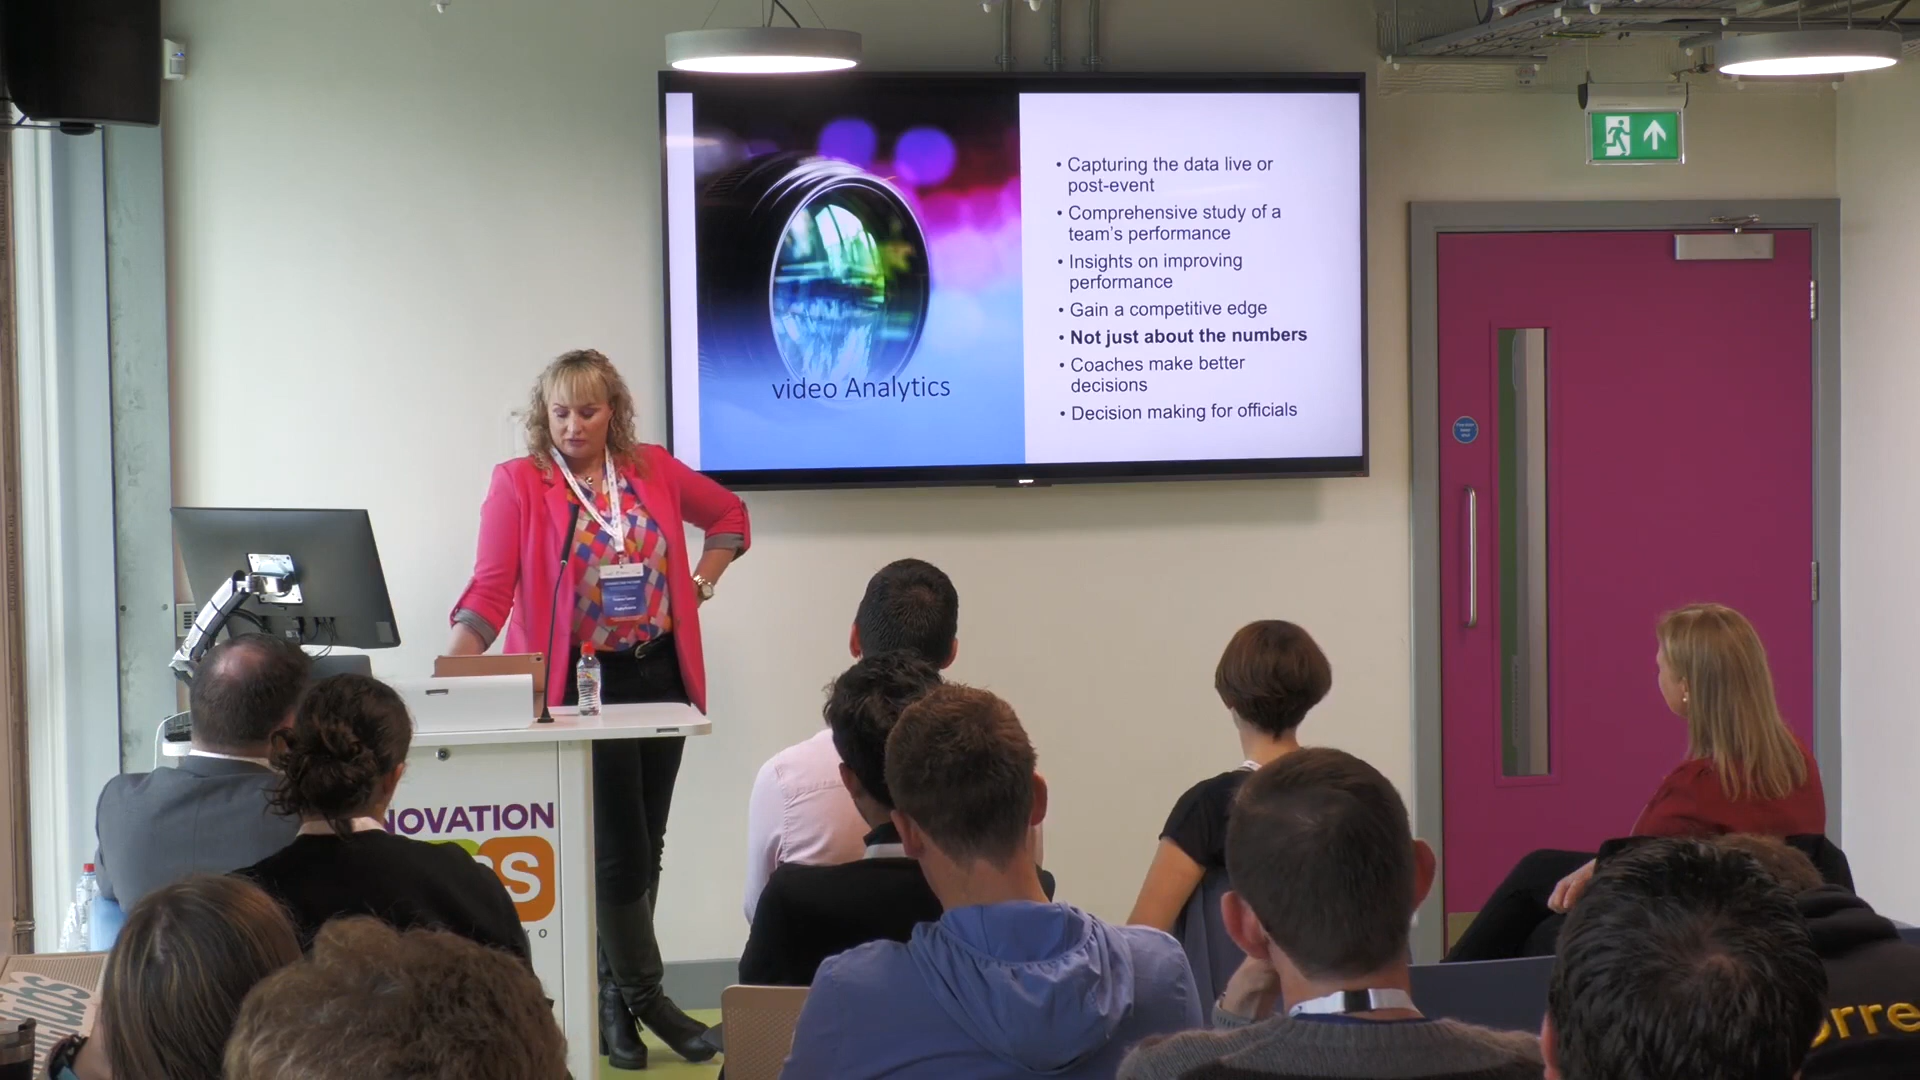 • Capturing the data live or
post-event
• Comprehensive study of a
team's performance
• Insights on improving
performance
• Gain a competitive edge
• Not just about the numbers
• Coaches make better
decisions
• Decision making for officials
video Analytics
NOVATION
S
orre